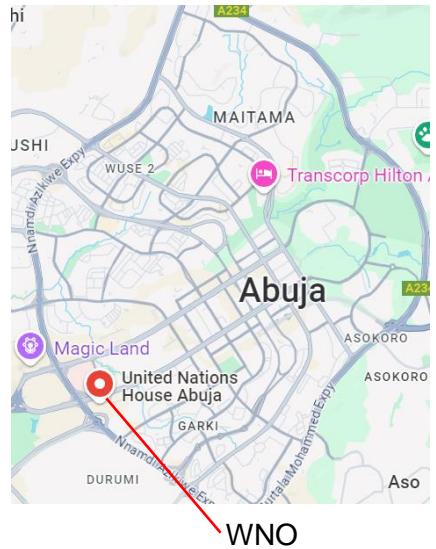 hi
A234
MAITAMA
USHI
WUSE 2
Nnamdi Azikiwe Expy
Transcorp Hilton A
Abuja
A234
ASOKORO
Magic Land
United Nations
House Abuja
ASOKORO
GARKI
Nnamdi Azikiwe Exp
urtala Mohammed Expy
DURUMI
Aso
WNO